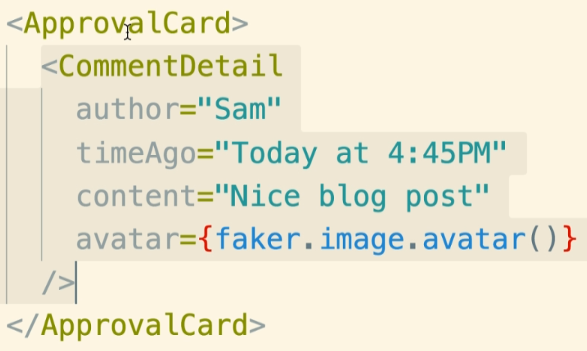 <ApprovalCard>
<CommentDetail
author="Sam"
timeAgo="Today at 4:45PM"
content="Nice blog post"
avatar={faker.image.avatar()}
/>
</ApprovalCard>